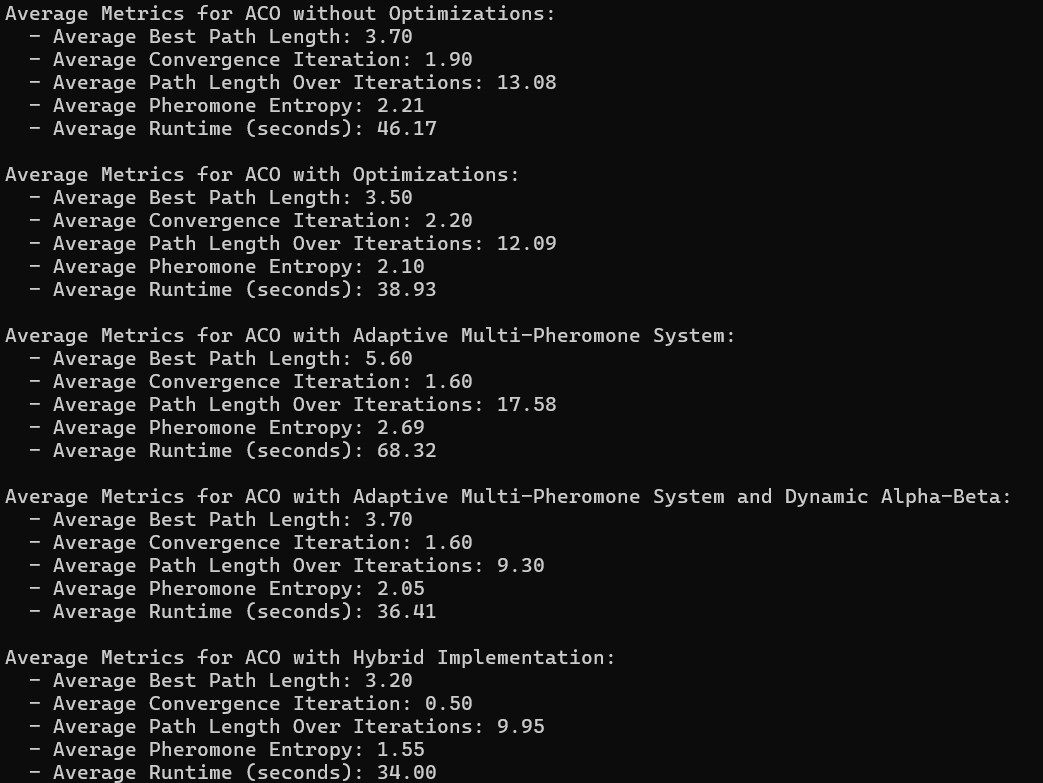 Average Metrics for ACO without Optimizations:
  - Average Best Path Length: 3.70
  - Average Convergence Iteration: 1.90
  - Average Path Length Over Iterations: 13.08
  - Average Pheromone Entropy: 2.21
  - Average Runtime (seconds): 46.17

Average Metrics for ACO with Optimizations:
  - Average Best Path Length: 3.50
  - Average Convergence Iteration: 2.20
  - Average Path Length Over Iterations: 12.09
  - Average Pheromone Entropy: 2.10
  - Average Runtime (seconds): 38.93

Average Metrics for ACO with Adaptive Multi-Pheromone System:
  - Average Best Path Length: 5.60
  - Average Convergence Iteration: 1.60
  - Average Path Length Over Iterations: 17.58
  - Average Pheromone Entropy: 2.69
  - Average Runtime (seconds): 68.32

Average Metrics for ACO with Adaptive Multi-Pheromone System and Dynamic Alpha-Beta:
  - Average Best Path Length: 3.70
  - Average Convergence Iteration: 1.60
  - Average Path Length Over Iterations: 9.30
  - Average Pheromone Entropy: 2.05
  - Average Runtime (seconds): 36.41

Average Metrics for ACO with Hybrid Implementation:
  - Average Best Path Length: 3.20
  - Average Convergence Iteration: 0.50
  - Average Path Length Over Iterations: 9.95
  - Average Pheromone Entropy: 1.55
  - Average Runtime (seconds): 34.00